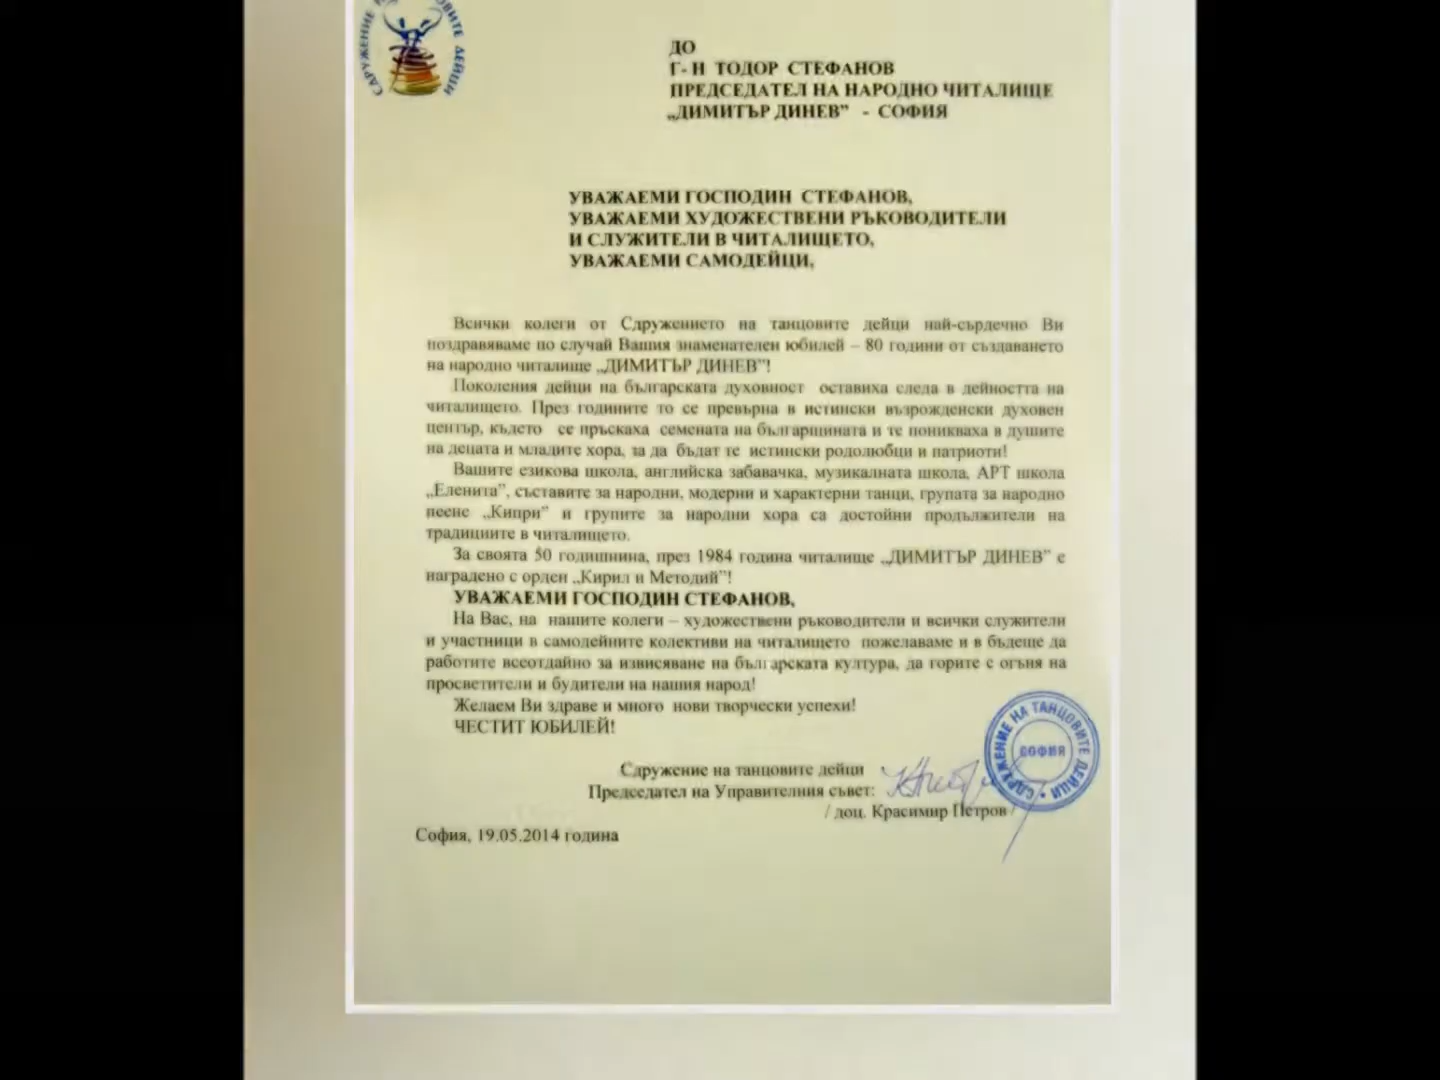 СДРУЖЕНИЕ НА ТАНЦОВИТЕ ДЕЙЦИ
ДО
Г- Н ТОДОР СТЕФАНОВ
ПРЕДСЕДАТЕЛ НА НАРОДНО ЧИТАЛИЩЕ
„ДИМИТЪР ДИНЕВ” - СОФИЯ
УВАЖАЕМИ ГОСПОДИН СТЕФАНОВ,
УВАЖАЕМИ ХУДОЖЕСТВЕНИ РЪКОВОДИТЕЛИ
И СЛУЖИТЕЛИ В ЧИТАЛИЩЕТО,
УВАЖАЕМИ САМОДЕЙЦИ,
Всички колеги от Сдружението на танцовите дейци най-сърдечно Ви
поздравяваме по случай Вашия знаменателен юбилей – 80 години от създаването
на народно читалище „ДИМИТЪР ДИНЕВ”!
Поколения дейци на българската духовност оставиха следа в дейността на
читалището. През годините то се превърна в истински възрожденски духовен
център, където се пръскаха семената на българщината и те поникваха в душите
на децата и младите хора, за да бъдат те истински родолюбци и патриоти!
Вашите езикова школа, английска забавачка, музикалната школа, АРТ школа
„Еленита”, съставите за народни, модерни и характерни танци, групата за народно
пеене „Кипри” и групите за народни хора са достойни продължители на
традициите в читалището.
За своята 50 годишнина, през 1984 година читалище „ДИМИТЪР ДИНЕВ” е
наградено с орден „Кирил и Методий”!
УВАЖАЕМИ ГОСПОДИН СТЕФАНОВ,
На Вас, на нашите колеги – художествени ръководители и всички служители
и участници в самодейните колективи на читалището пожелаваме и в бъдеще да
работите всеотдайно за извисяване на българската култура, да горите с огъня на
просветители и будители на нашия народ!
Желаем Ви здраве и много нови творчески успехи!
ЧЕСТИТ ЮБИЛЕЙ!
Сдружение на танцовите дейци
Председател на Управителния съвет:
/ доц. Красимир Петров /
СДРУЖЕНИЕ НА ТАНЦОВИТЕ ДЕЙЦИ •
СОФИЯ
София, 19.05.2014 година